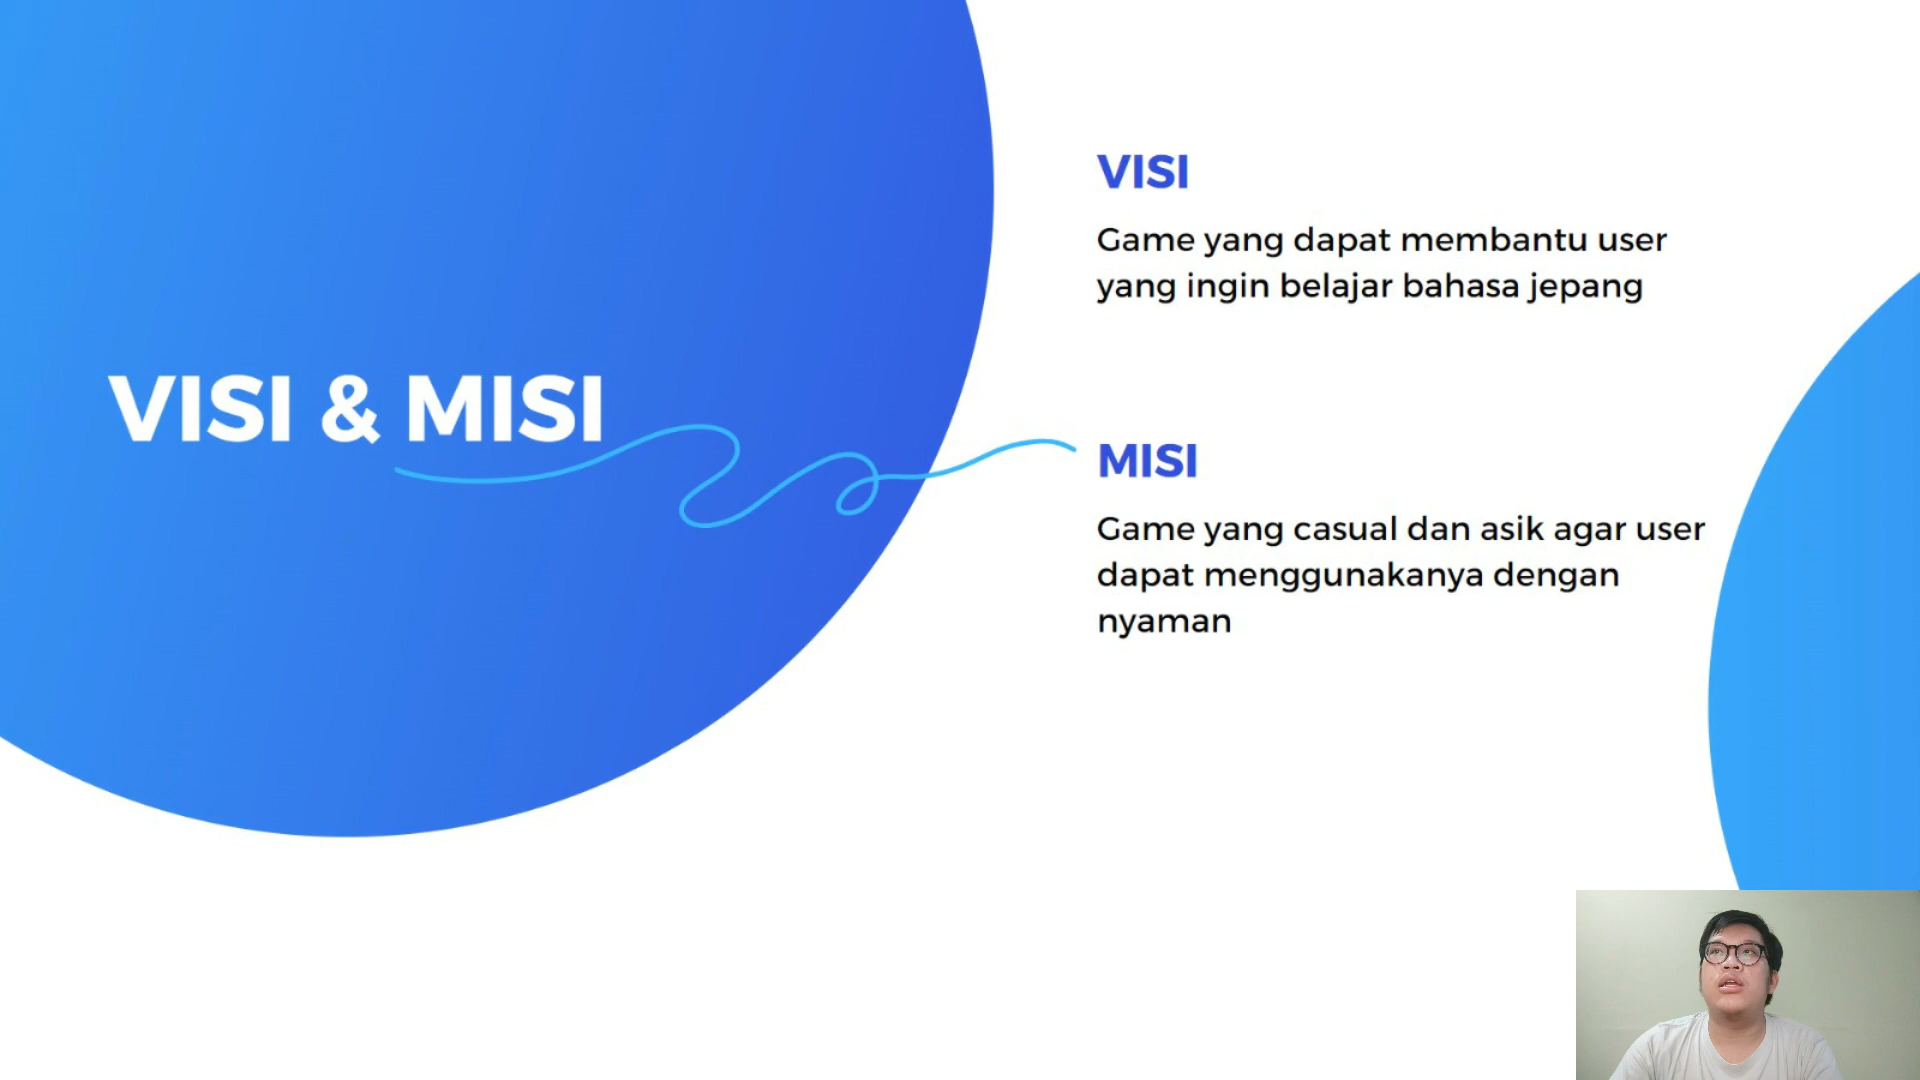 VISI & MISI
VISI
Game yang dapat membantu user
yang ingin belajar bahasa jepang
MISI
Game yang casual dan asik agar user
dapat menggunakanya dengan
nyaman